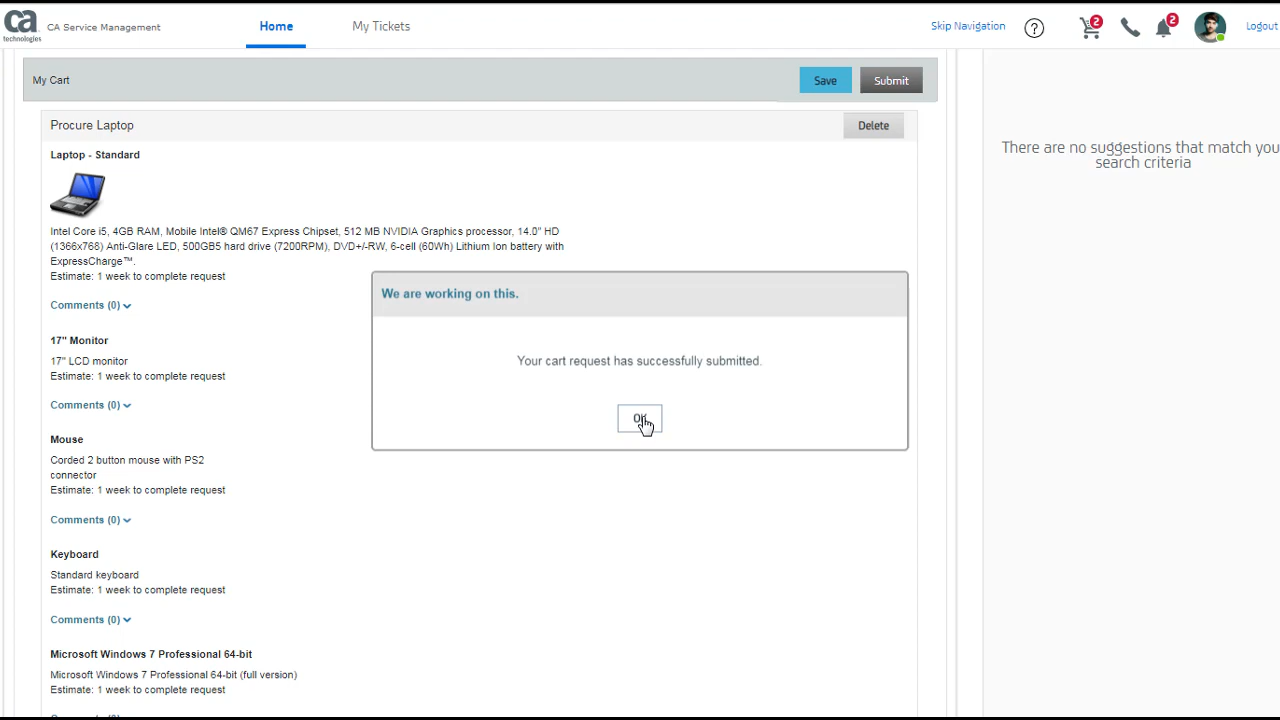 ca
technologies
CA Service Management
Home
My Tickets
Skip Navigation
?
2
2
Logout
My Cart
Save
Submit
Procure Laptop
Delete
Laptop - Standard
Intel Core i5, 4GB RAM, Mobile Intel® QM67 Express Chipset, 512 MB NVIDIA Graphics processor, 14.0" HD
(1366x768) Anti-Glare LED, 500GB5 hard drive (7200RPM), DVD+/-RW, 6-cell (60Wh) Lithium Ion battery with
ExpressCharge™.
Estimate: 1 week to complete request
Comments (0)
17" Monitor
17" LCD monitor
Estimate: 1 week to complete request
Comments (0)
Mouse
Corded 2 button mouse with PS2
connector
Estimate: 1 week to complete request
Comments (0)
Keyboard
Standard keyboard
Estimate: 1 week to complete request
Comments (0)
Microsoft Windows 7 Professional 64-bit
Microsoft Windows 7 Professional 64-bit (full version)
Estimate: 1 week to complete request
We are working on this.
Your cart request has successfully submitted.
OK
There are no suggestions that match you
search criteria